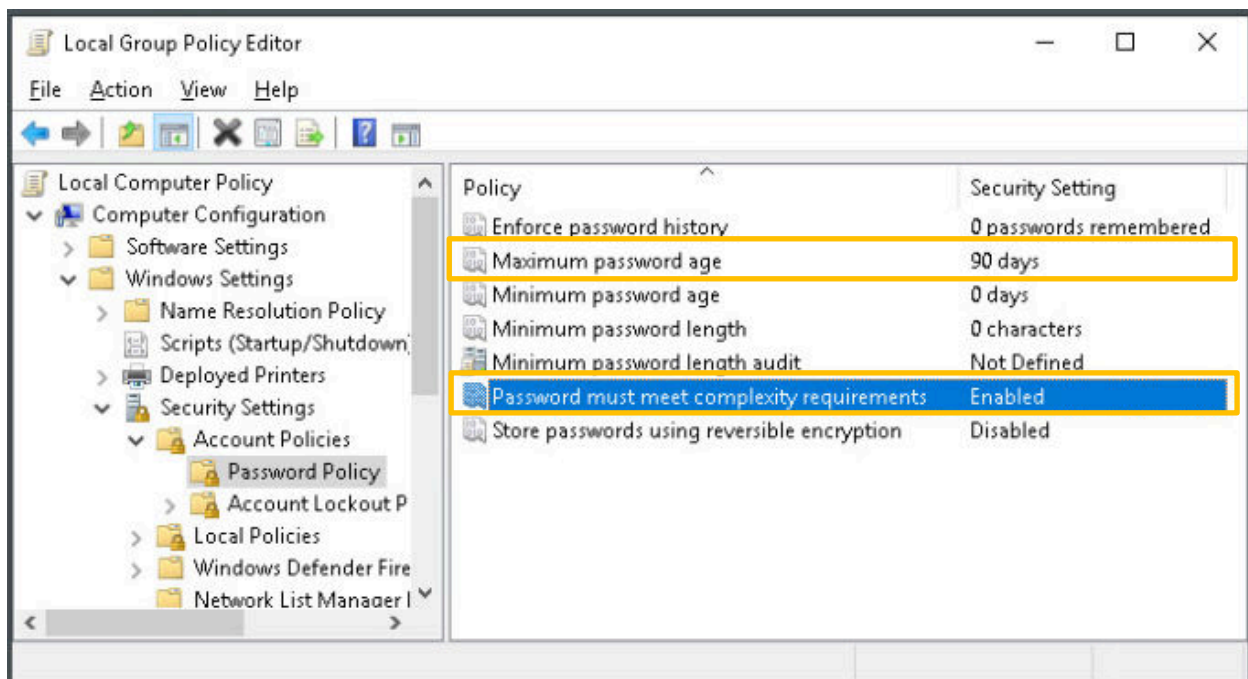 Local Group Policy Editor
File Action View Help
Local Computer Policy
Computer Configuration
Software Settings
Windows Settings
Name Resolution Policy
Scripts (Startup/Shutdown)
Deployed Printers
Security Settings
Account Policies
Password Policy
Account Lockout P
Local Policies
Windows Defender Fire
Network List Manager
Policy Security Setting
Enforce password history 0 passwords remembered
Maximum password age 90 days
Minimum password age 0 days
Minimum password length 0 characters
Minimum password length audit Not Defined
Password must meet complexity requirements Enabled
Store passwords using reversible encryption Disabled